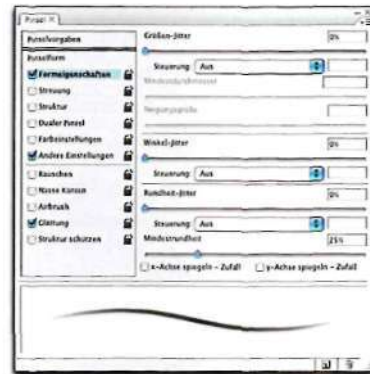 Pinsel
Pinselvorgaben
Pinselform
Formeigenschaften
Streuung
Struktur
Dualer Pinsel
Farbeinstellungen
Andere Einstellungen
Rauschen
Nasse Kanten
Airbrush
Glättung
Struktur schützen
Größen-Jitter 0%
Steuerung: Aus
Mindestdurchmesser
Neigungsgröße
Winkel-Jitter 0%
Steuerung: Aus
Rundheit-Jitter 0%
Steuerung: Aus
Mindestrundheit 25%
x-Achse spiegeln - Zufall y-Achse spiegeln - Zufall